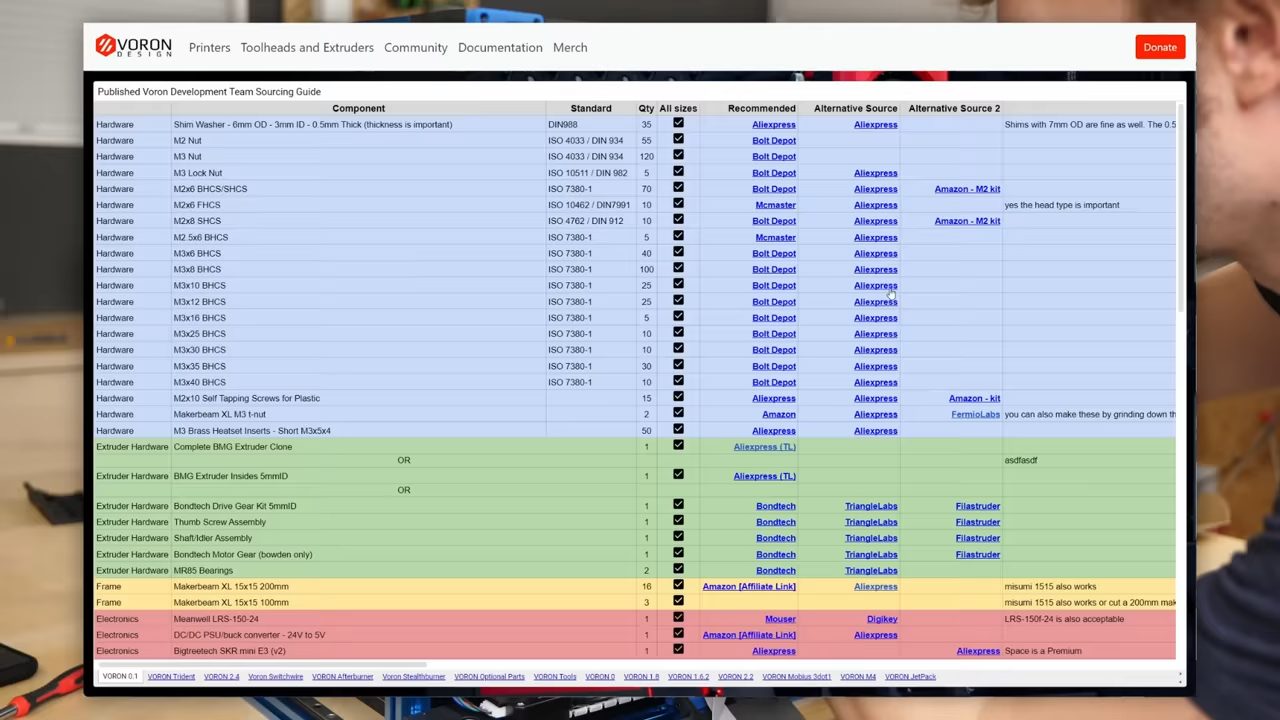 VORON DESIGN Printers Toolheads and Extruders Community Documentation Merch Donate
Published Voron Development Team Sourcing Guide
Component Standard Qty All sizes Recommended Alternative Source Alternative Source 2
Hardware Shim Washer - 6mm OD - 3mm ID - 0.5mm Thick (thickness is important) DIN988 35 Aliexpress Aliexpress Shims with 7mm OD are fine as well. The 0.5
Hardware M2 Nut ISO 4033 / DIN 934 55 Bolt Depot
Hardware M3 Nut ISO 4033 / DIN 934 120 Bolt Depot
Hardware M3 Lock Nut ISO 10511 / DIN 982 5 Bolt Depot Aliexpress
Hardware M2x6 BHCS/SHCS ISO 7380-1 70 Bolt Depot Aliexpress Amazon - M2 kit
Hardware M2x6 FHCS ISO 10462 / DIN7991 10 Mcmaster Aliexpress yes the head type is important
Hardware M2x8 SHCS ISO 4762 / DIN 912 10 Bolt Depot Aliexpress Amazon - M2 kit
Hardware M2.5x6 BHCS ISO 7380-1 5 Mcmaster Aliexpress
Hardware M3x6 BHCS ISO 7380-1 40 Bolt Depot Aliexpress
Hardware M3x8 BHCS ISO 7380-1 100 Bolt Depot Aliexpress
Hardware M3x10 BHCS ISO 7380-1 25 Bolt Depot Aliexpress
Hardware M3x12 BHCS ISO 7380-1 25 Bolt Depot Aliexpress
Hardware M3x16 BHCS ISO 7380-1 5 Bolt Depot Aliexpress
Hardware M3x25 BHCS ISO 7380-1 10 Bolt Depot Aliexpress
Hardware M3x30 BHCS ISO 7380-1 10 Bolt Depot Aliexpress
Hardware M3x35 BHCS ISO 7380-1 30 Bolt Depot Aliexpress
Hardware M3x40 BHCS ISO 7380-1 10 Bolt Depot Aliexpress
Hardware M2x10 Self Tapping Screws for Plastic 15 Aliexpress Aliexpress Amazon - kit
Hardware Makerbeam XL M3 t-nut 2 Amazon Aliexpress FermioLabs you can also make these by grinding down th
Hardware M3 Brass Heatset Inserts - Short M3x5x4 50 Aliexpress Aliexpress
Extruder Hardware Complete BMG Extruder Clone 1 Aliexpress (TL)
OR asdfasdf
Extruder Hardware BMG Extruder Insides 5mmID 1 Aliexpress (TL)
OR
Extruder Hardware Bondtech Drive Gear Kit 5mmID 1 Bondtech TriangleLabs Filastruder
Extruder Hardware Thumb Screw Assembly 1 Bondtech TriangleLabs Filastruder
Extruder Hardware Shaft/Idler Assembly 1 Bondtech TriangleLabs Filastruder
Extruder Hardware Bondtech Motor Gear (bowden only) 1 Bondtech TriangleLabs Filastruder
Extruder Hardware MR85 Bearings 2 Bondtech TriangleLabs
Frame Makerbeam XL 15x15 200mm 16 Amazon [Affiliate Link] Aliexpress misumi 1515 also works
Frame Makerbeam XL 15x15 100mm 3 misumi 1515 also works or cut a 200mm mak
Electronics Meanwell LRS-150-24 1 Mouser Digikey LRS-150f-24 is also acceptable
Electronics DC/DC PSU/buck converter - 24V to 5V 1 Amazon [Affiliate Link] Aliexpress
Electronics Bigtreetech SKR mini E3 (v2) 1 Aliexpress Aliexpress Space is a Premium
VORON 0.1 VORON Trident VORON 2.4 Voron Switchwire VORON Afterburner Voron Stealthburner VORON Optional Parts VORON Tools VORON 0 VORON 1.8 VORON 1.6.2 VORON 2.2 VORON Mobius 3dot1 VORON M4 VORON JetPack